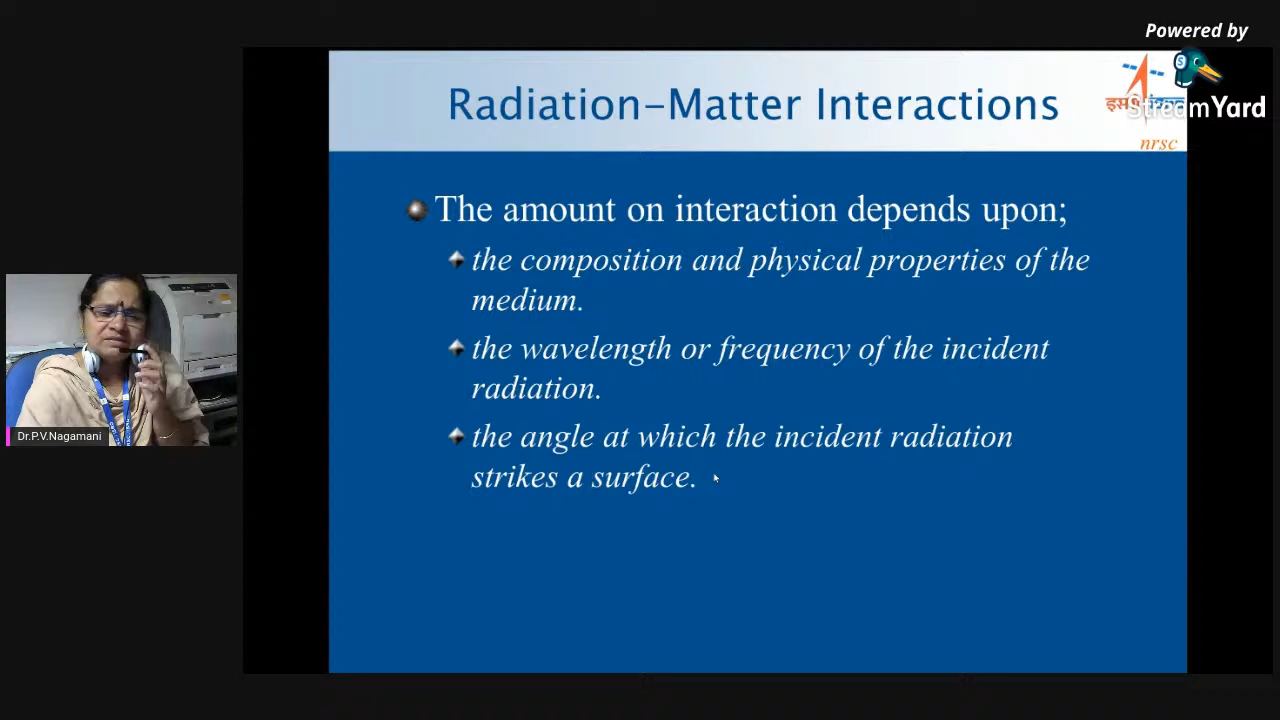 Powered by
StreamYard
Radiation-Matter Interactions
nrsc
The amount on interaction depends upon;
the composition and physical properties of the
medium.
the wavelength or frequency of the incident
radiation.
the angle at which the incident radiation
strikes a surface.
Dr.P.V.Nagamani